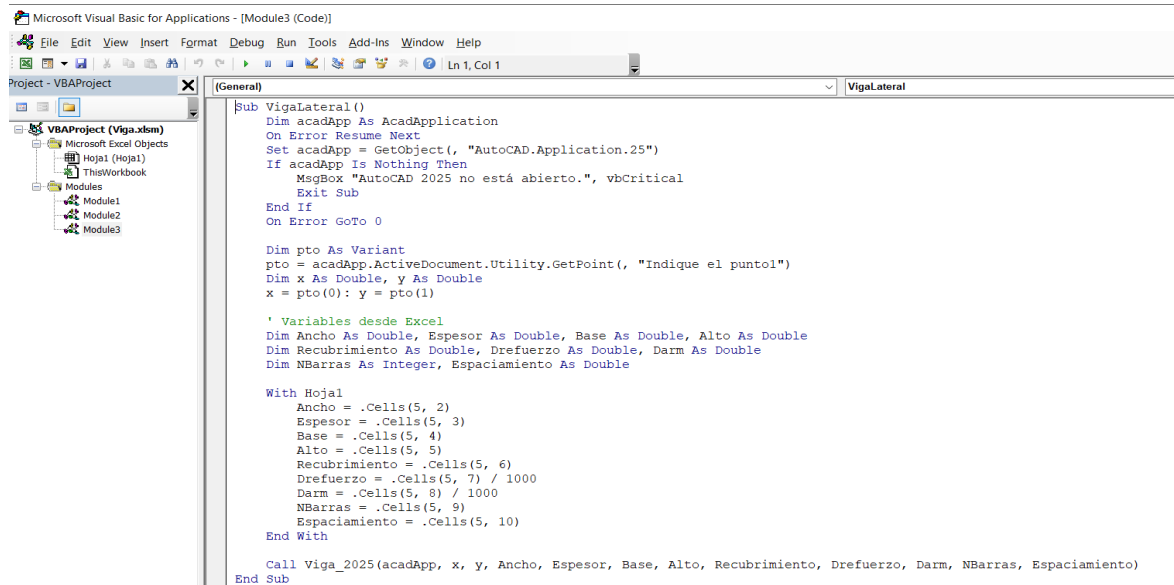 Microsoft Visual Basic for Applications - [Module3 (Code)]
File Edit View Insert Format Debug Run Tools Add-Ins Window Help
Ln 1, Col 1
Project - VBAProject
(General) VigaLateral
VBAProject (Viga.xlsm)
Microsoft Excel Objects
Hoja1 (Hoja1)
ThisWorkbook
Modules
Module1
Module2
Module3
Sub VigaLateral()
    Dim acadApp As AcadApplication
    On Error Resume Next
    Set acadApp = GetObject(, "AutoCAD.Application.25")
    If acadApp Is Nothing Then
        MsgBox "AutoCAD 2025 no está abierto.", vbCritical
        Exit Sub
    End If
    On Error GoTo 0

    Dim pto As Variant
    pto = acadApp.ActiveDocument.Utility.GetPoint(, "Indique el punto1")
    Dim x As Double, y As Double
    x = pto(0): y = pto(1)

    ' Variables desde Excel
    Dim Ancho As Double, Espesor As Double, Base As Double, Alto As Double
    Dim Recubrimiento As Double, Drefuerzo As Double, Darm As Double
    Dim NBarras As Integer, Espaciamiento As Double

    With Hoja1
        Ancho = .Cells(5, 2)
        Espesor = .Cells(5, 3)
        Base = .Cells(5, 4)
        Alto = .Cells(5, 5)
        Recubrimiento = .Cells(5, 6)
        Drefuerzo = .Cells(5, 7) / 1000
        Darm = .Cells(5, 8) / 1000
        NBarras = .Cells(5, 9)
        Espaciamiento = .Cells(5, 10)
    End With

    Call Viga_2025(acadApp, x, y, Ancho, Espesor, Base, Alto, Recubrimiento, Drefuerzo, Darm, NBarras, Espaciamiento)
End Sub